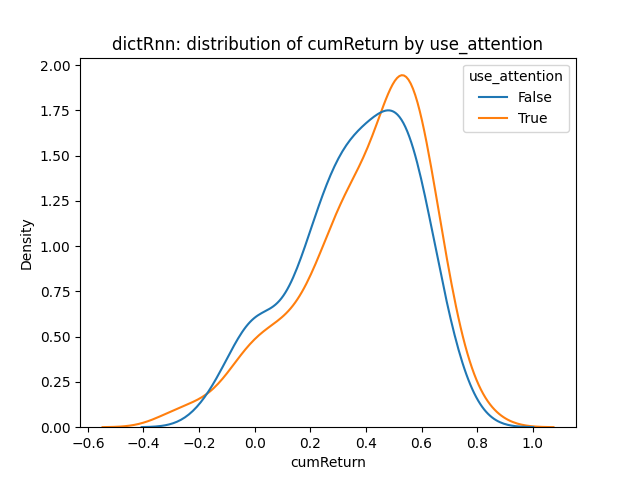 dictRnn: distribution of cumReturn by use_attention
use_attention
False
True
Density
2.00
1.75
1.50
1.25
1.00
0.75
0.50
0.25
0.00
−0.6 −0.4 −0.2 0.0 0.2 0.4 0.6 0.8 1.0
cumReturn